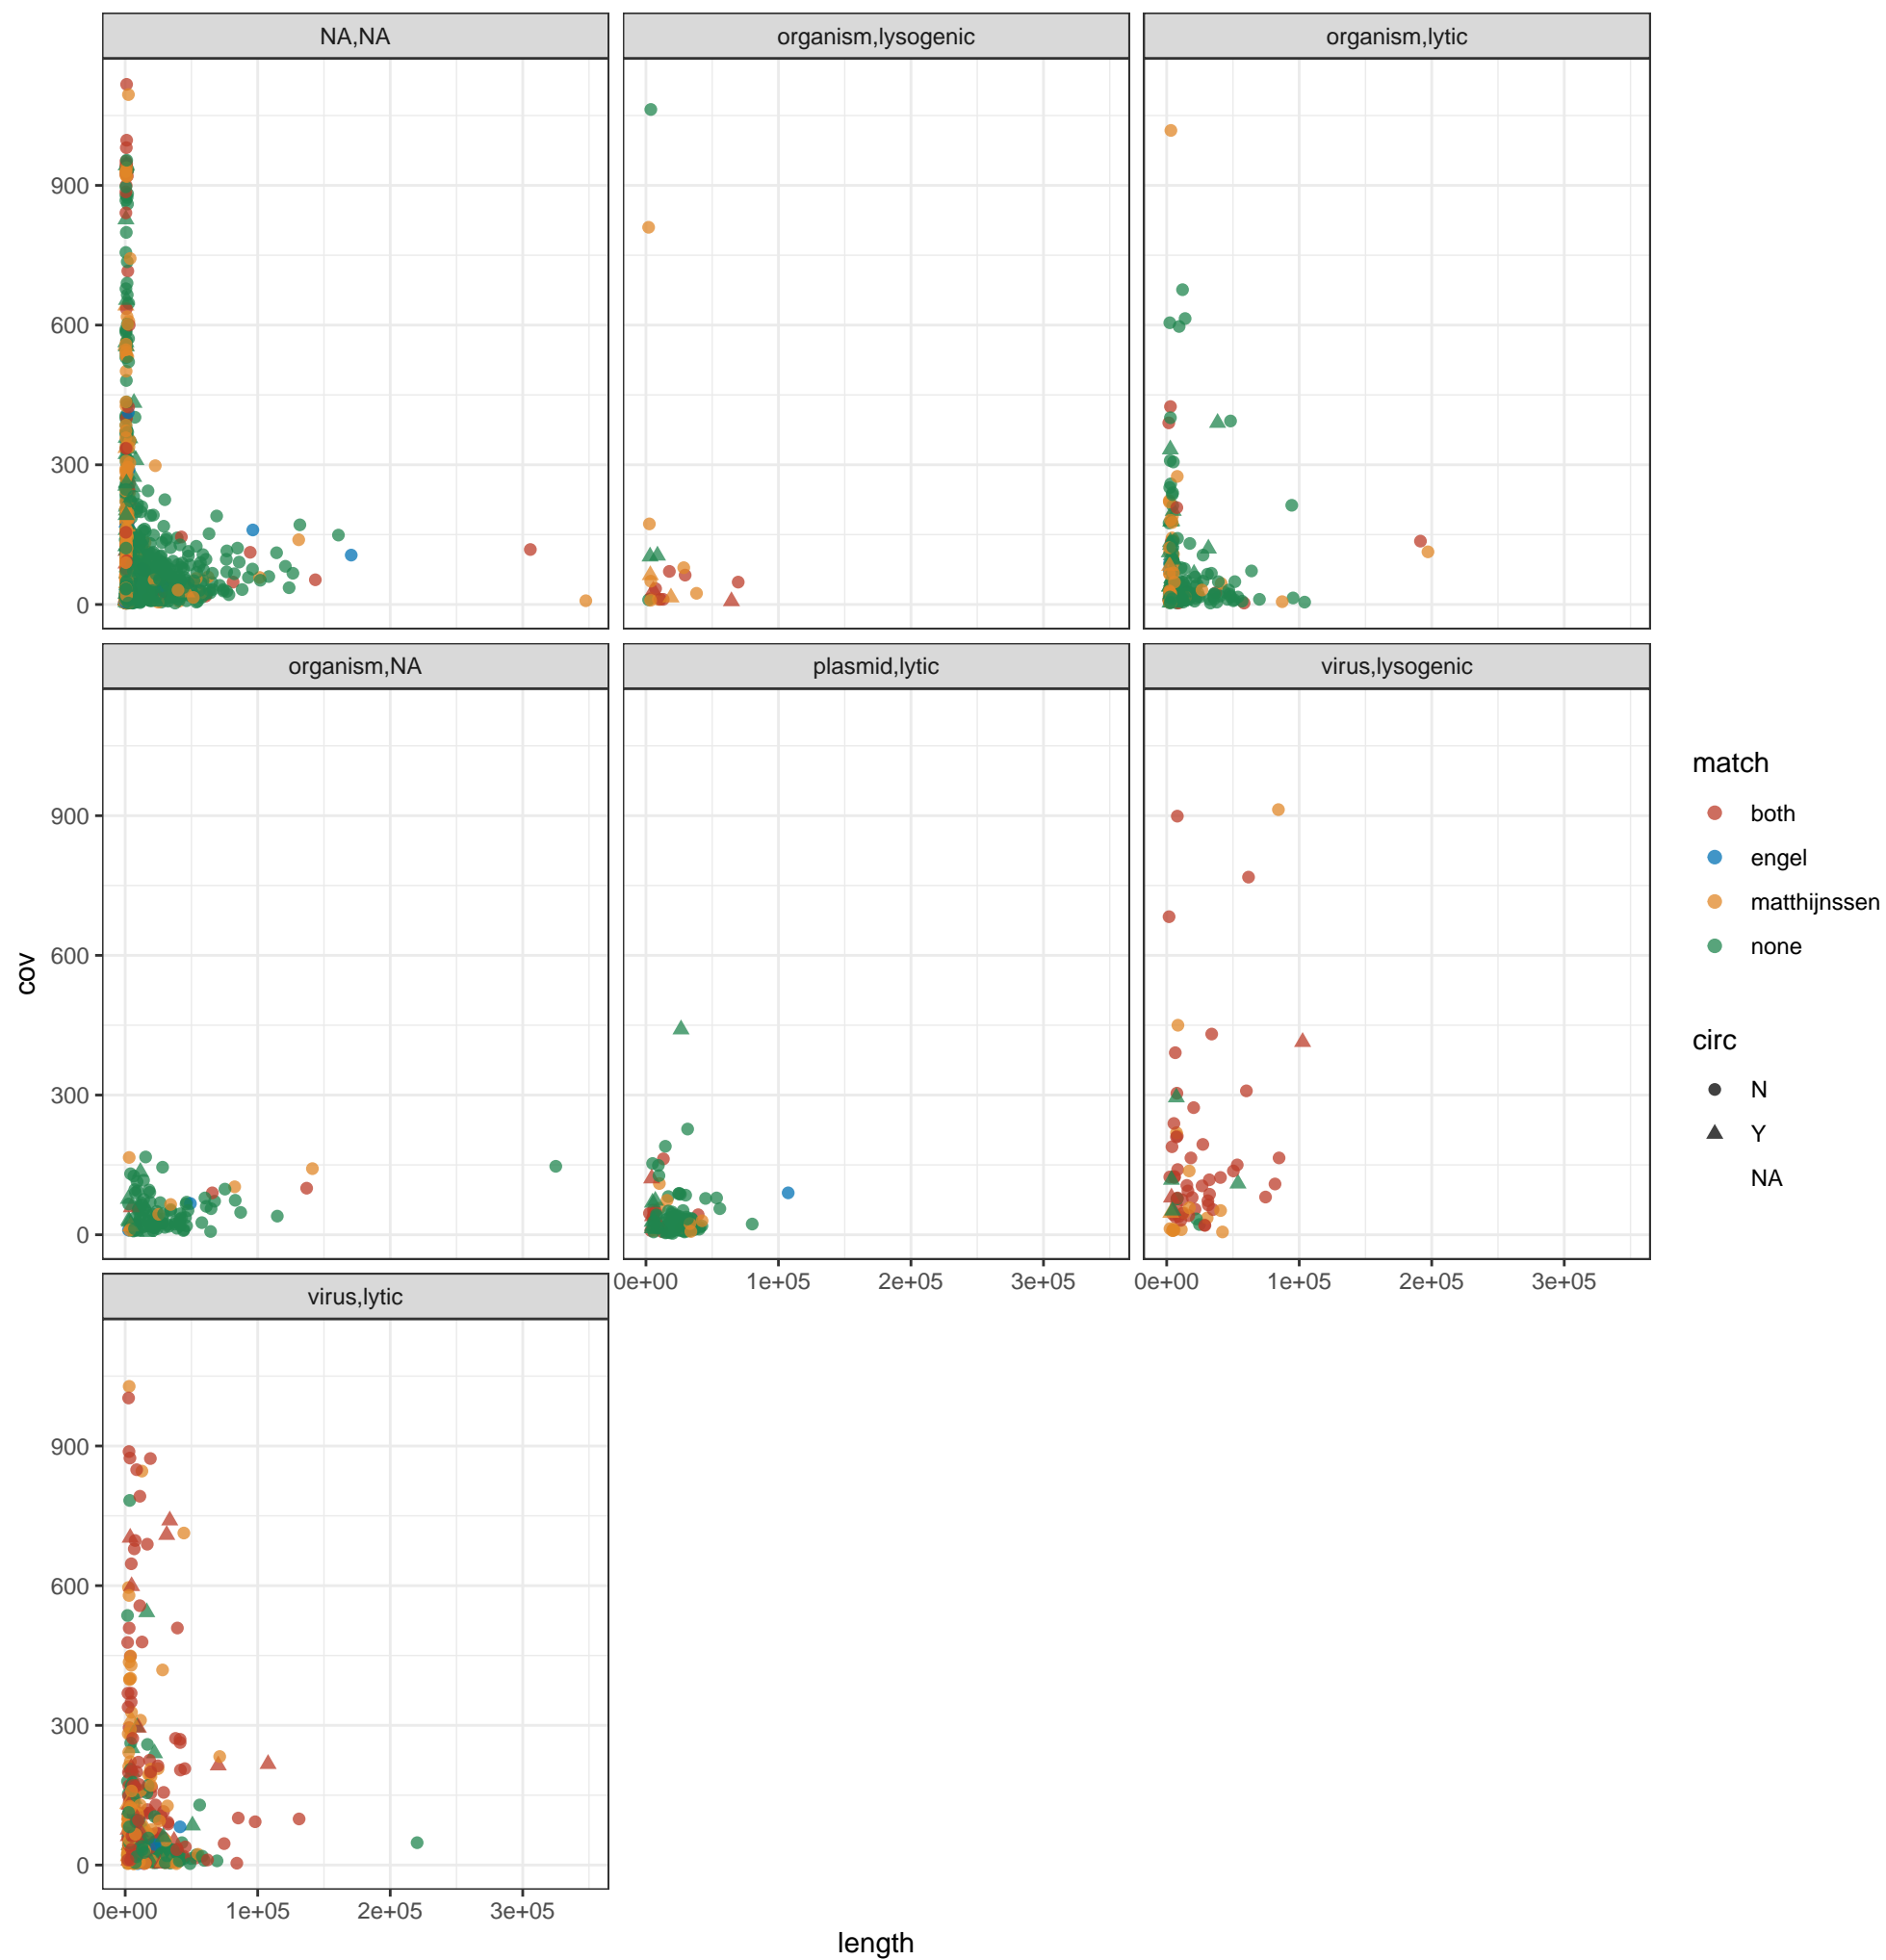 NA,NA
organism,lysogenic
organism,lytic
900
600
300
0
organism,NA
plasmid,lytic
virus,lysogenic
900
600
300
0
0e+00 1e+05 2e+05 3e+05
0e+00 1e+05 2e+05 3e+05
virus,lytic
900
600
300
0
0e+00 1e+05 2e+05 3e+05
length
cov
match
both
engel
matthijnssen
none
circ
N
Y
NA